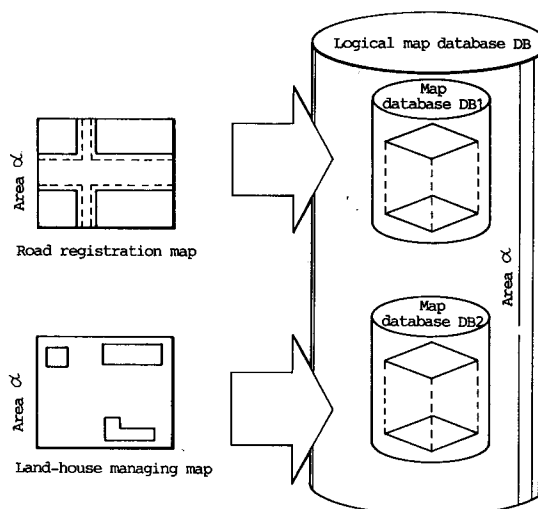 Logical map database DB
Map
database DB1
Area α
Road registration map
Area α
Map
database DB2
Area α
Land-house managing map